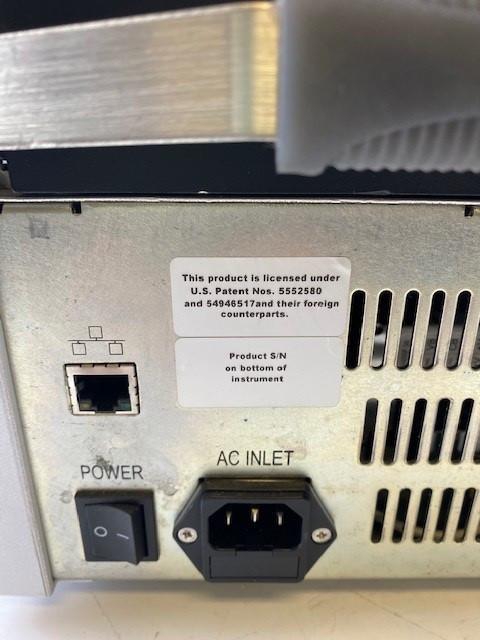 This product is licensed under
U.S. Patent Nos. 5552580
and 54946517and their foreign
counterparts.
Product S/N
on bottom of
instrument
POWER
AC INLET
O I